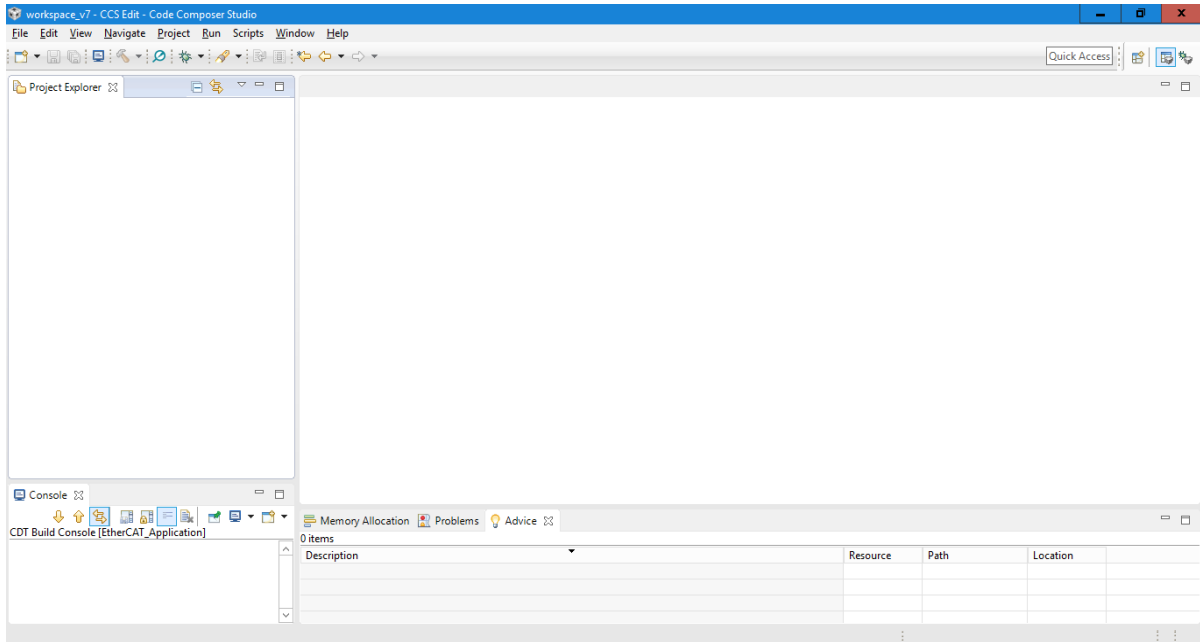 workspace_v7 - CCS Edit - Code Composer Studio
File Edit View Navigate Project Run Scripts Window Help
Quick Access
Project Explorer
Console
CDT Build Console [EtherCAT_Application]
Memory Allocation Problems Advice
0 items
Description Resource Path Location